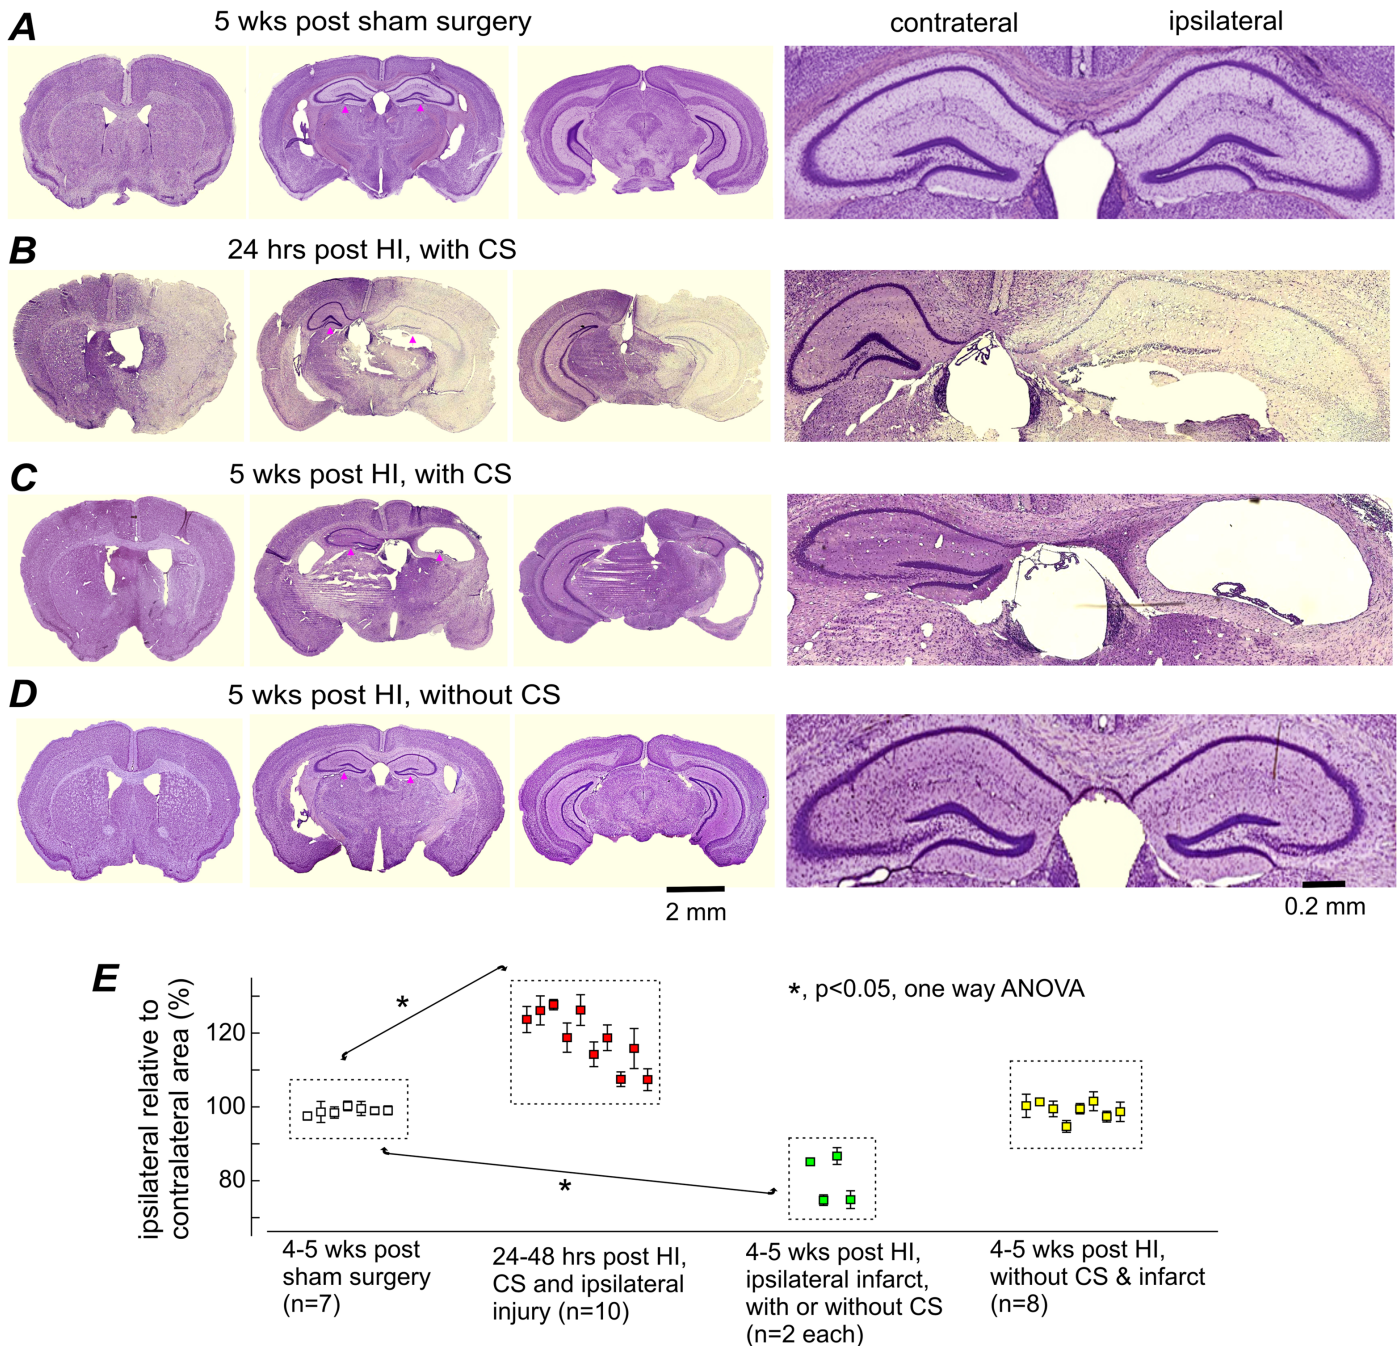 A 5 wks post sham surgery contrateral ipsilateral
B 24 hrs post HI, with CS
C 5 wks post HI, with CS
D 5 wks post HI, without CS
2 mm
0.2 mm
E
ipsilateral relative to
contralateral area (%)
120
100
80
*
*
*, p<0.05, one way ANOVA
4-5 wks post
sham surgery
(n=7)
24-48 hrs post HI,
CS and ipsilateral
injury (n=10)
4-5 wks post HI,
ipsilateral infarct,
with or without CS
(n=2 each)
4-5 wks post HI,
without CS & infarct
(n=8)